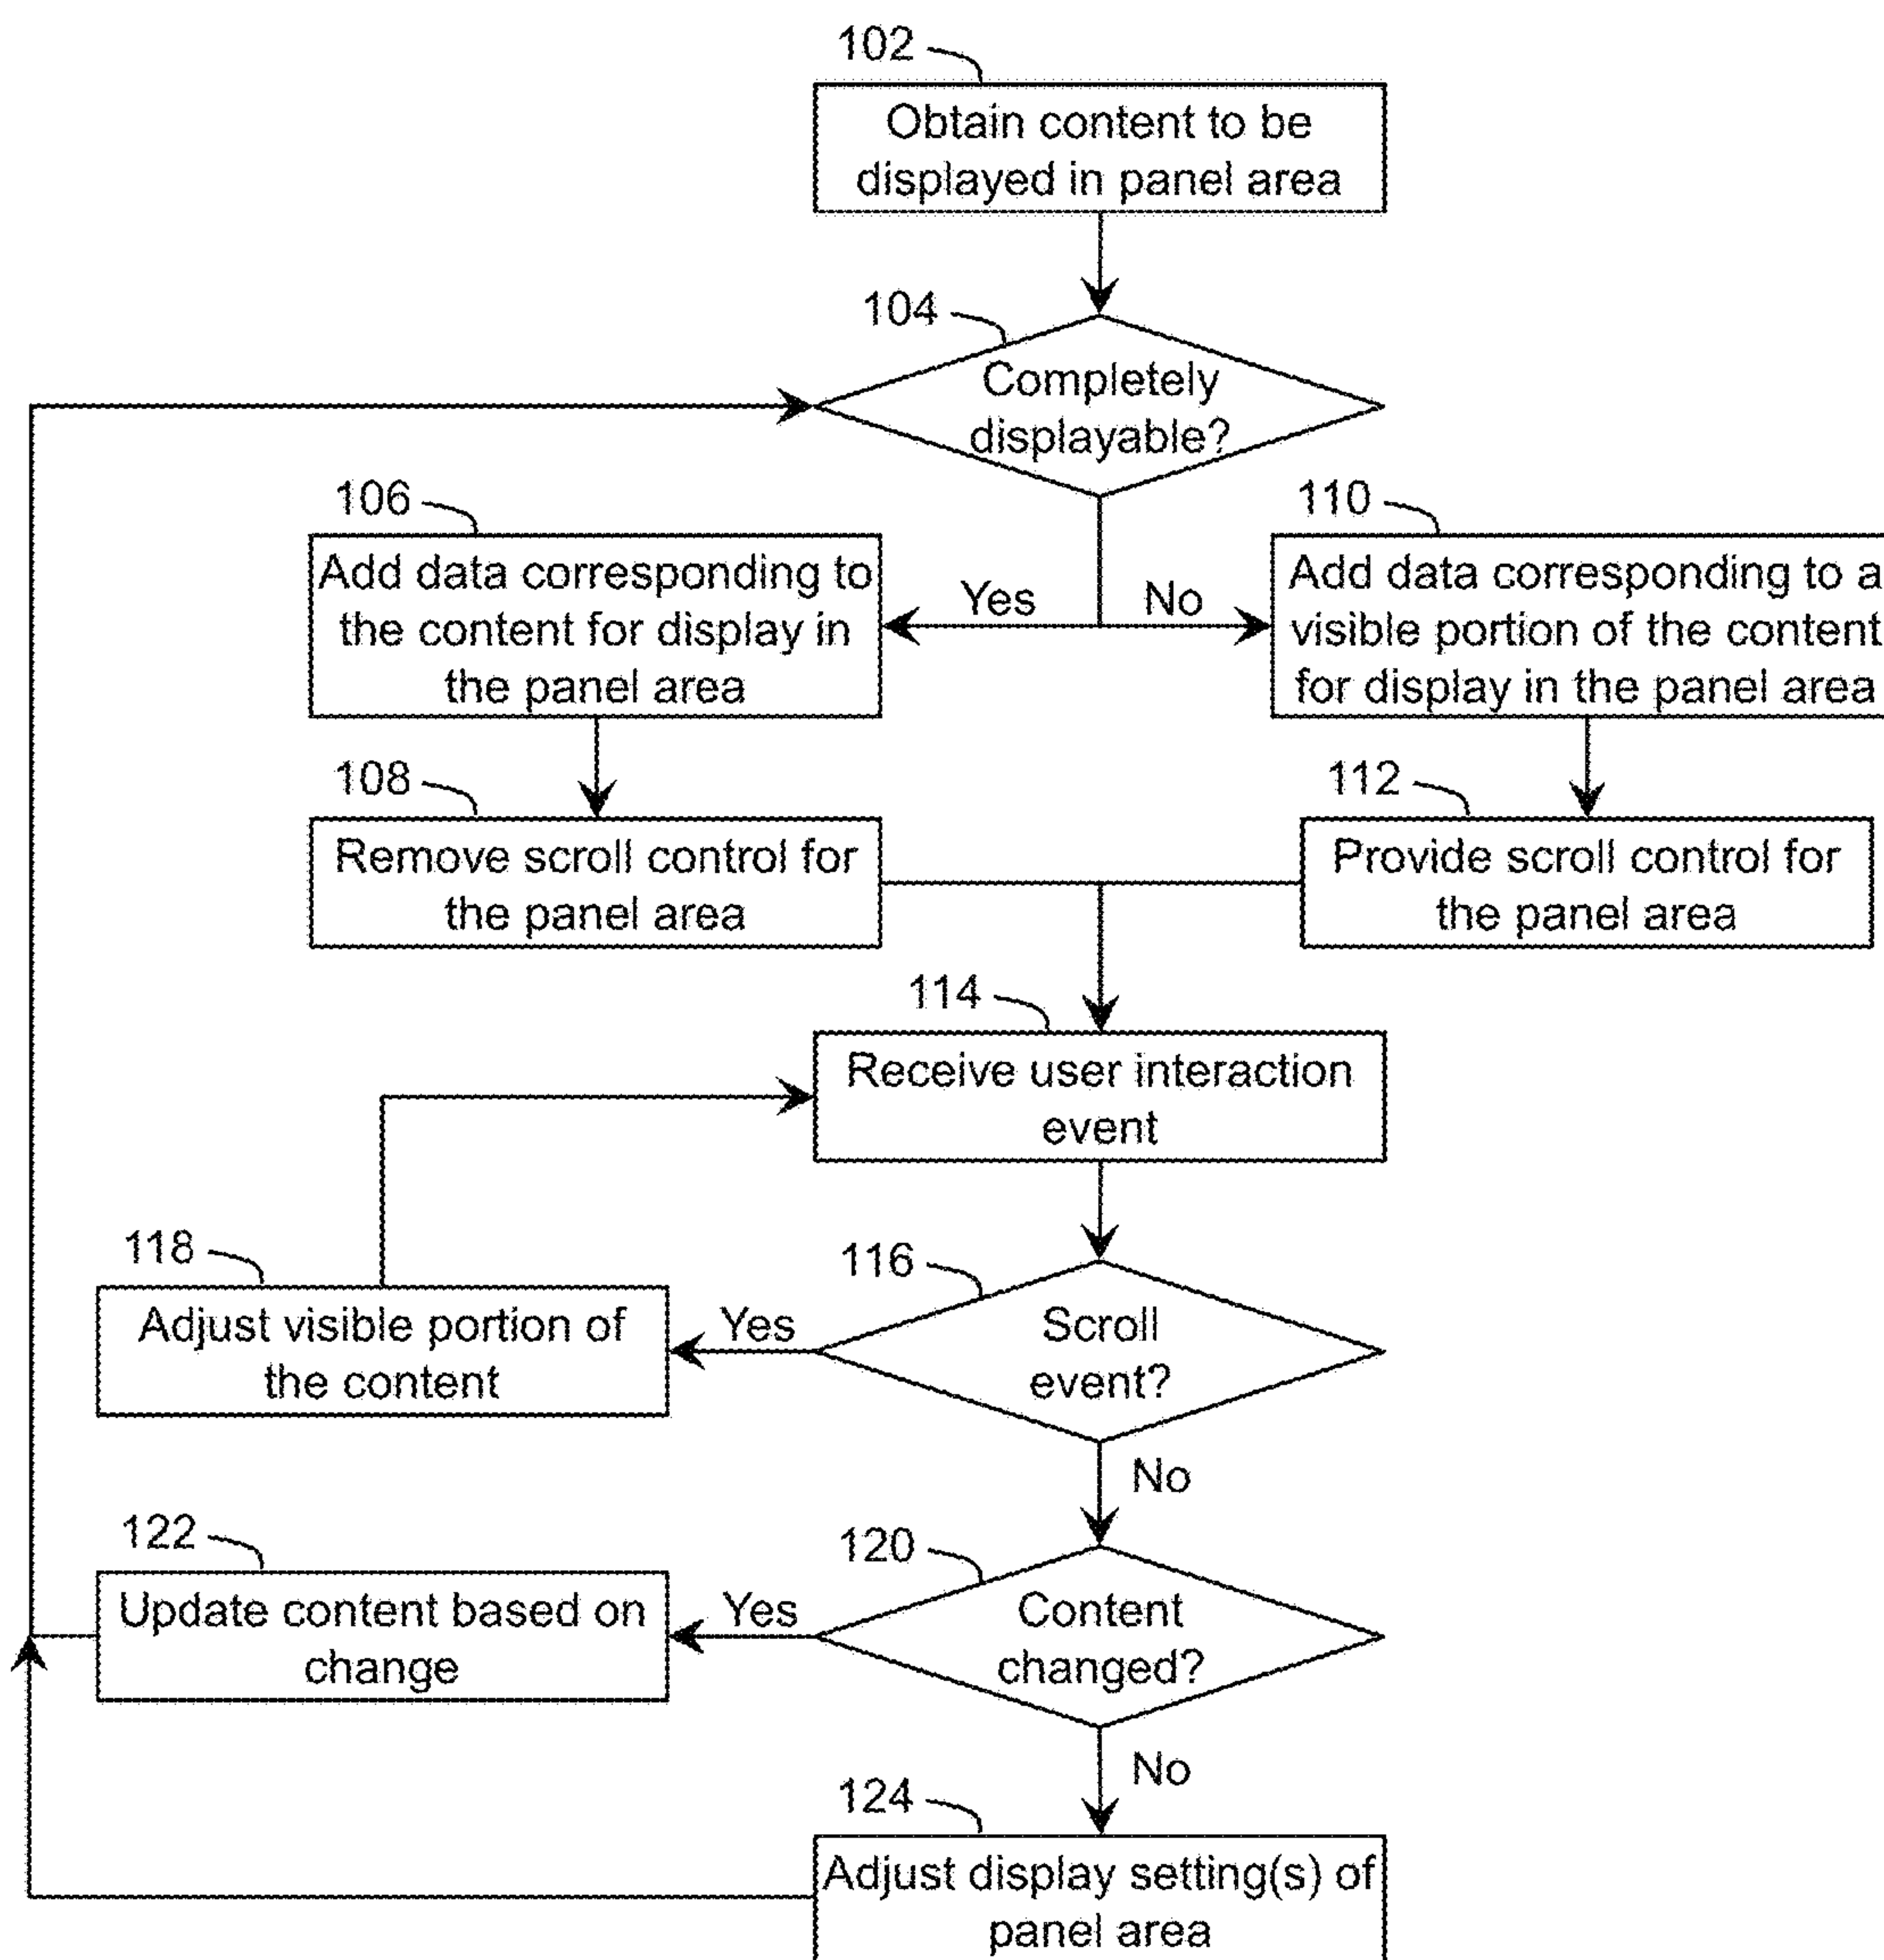 102
Obtain content to be
displayed in panel area
104
Completely
displayable?
106
110
Add data corresponding to
the content for display in
the panel area
Yes
No
Add data corresponding to a
visible portion of the content
for display in the panel area
108
112
Remove scroll control for
the panel area
Provide scroll control for
the panel area
114
Receive user interaction
event
118
116
Adjust visible portion of
the content
Yes
Scroll
event?
No
122
120
Update content based on
change
Yes
Content
changed?
No
124
Adjust display setting(s) of
panel area